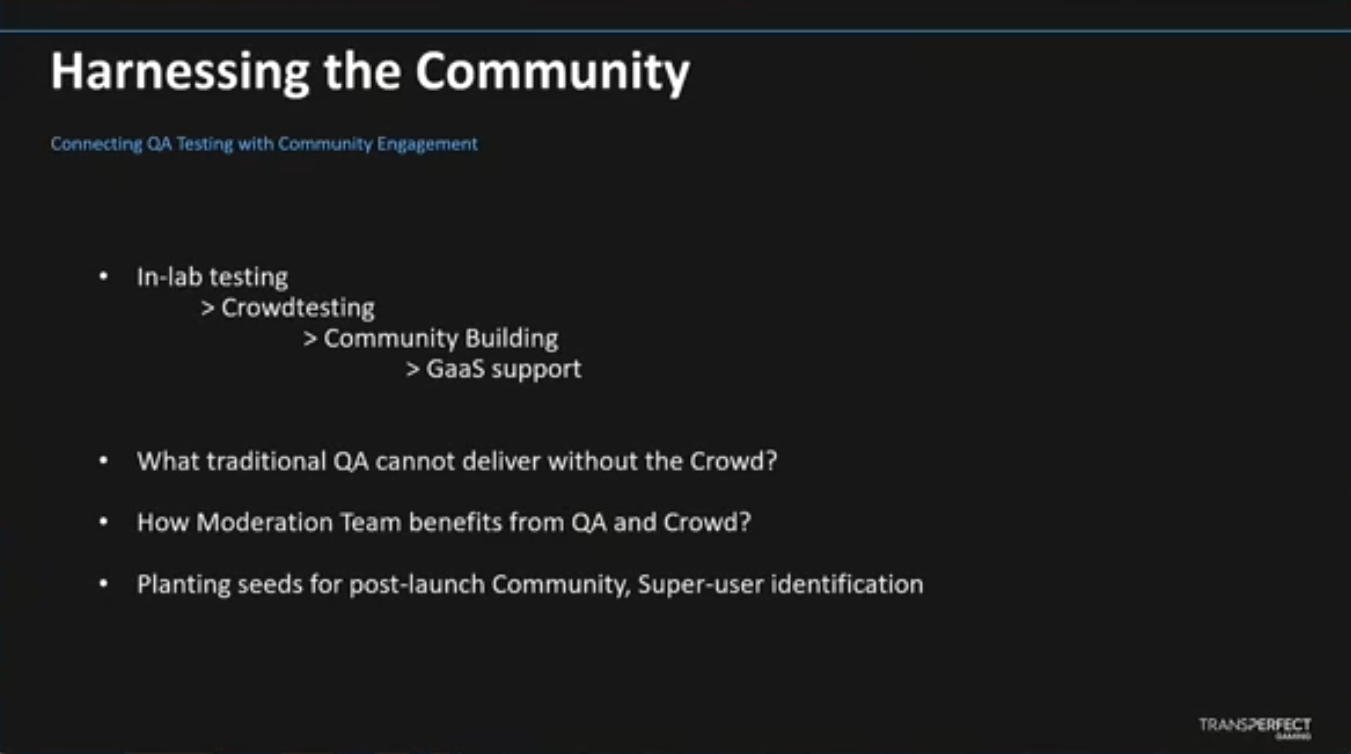 Harnessing the Community
Connecting QA Testing with Community Engagement
• In-lab testing
> Crowdtesting
> Community Building
> GaaS support
• What traditional QA cannot deliver without the Crowd?
• How Moderation Team benefits from QA and Crowd?
• Planting seeds for post-launch Community, Super-user identification
TRANSPERFECT
GAMING